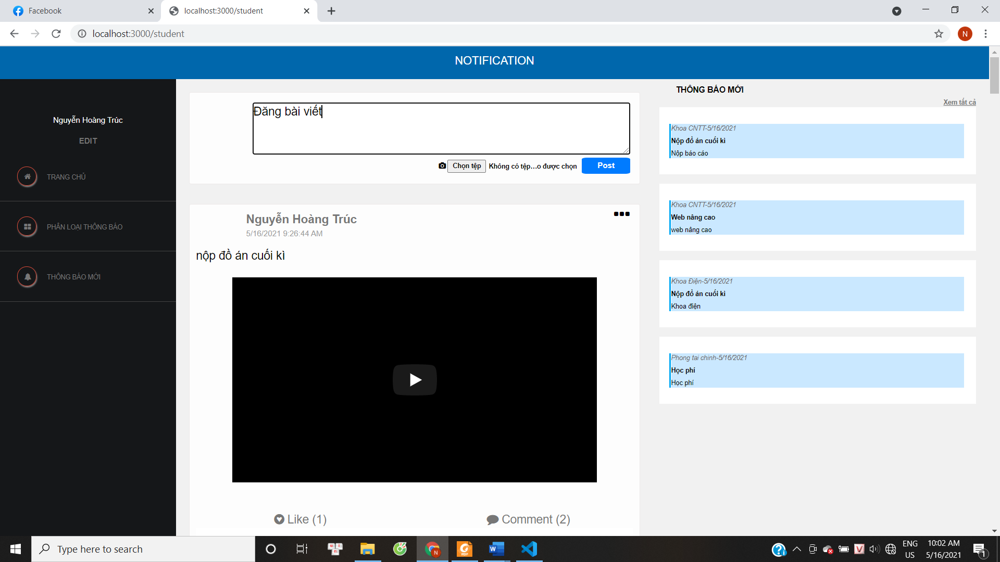 Facebook
localhost:3000/student
localhost:3000/student
N
NOTIFICATION
Nguyễn Hoàng Trúc
EDIT
TRANG CHỦ
PHÂN LOẠI THÔNG BÁO
THÔNG BÁO MỚI
Đăng bài viết
Chọn tệp Không có tệp...o được chọn Post
Nguyễn Hoàng Trúc
5/16/2021 9:26:44 AM
nộp đồ án cuối kì
Like (1) Comment (2)
THÔNG BÁO MỚI
Xem tất cả
Khoa CNTT-5/16/2021
Nộp đồ án cuối kì
Nộp báo cáo
Khoa CNTT-5/16/2021
Web nâng cao
web nâng cao
Khoa Điện-5/16/2021
Nộp đồ án cuối kì
Khoa điện
Phong tai chinh-5/16/2021
Học phí
Học phí
Type here to search
ENG
US
10:02 AM
5/16/2021
1